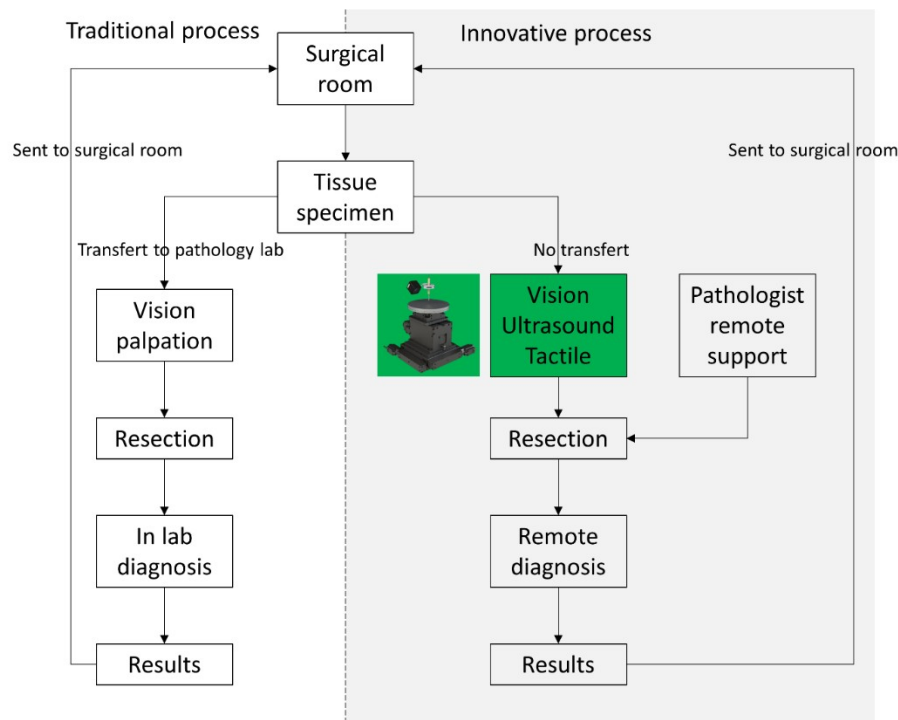 Traditional process
Innovative process
Surgical
room
Sent to surgical room
Sent to surgical room
Tissue
specimen
Transfert to pathology lab
No transfert
Vision
palpation
Vision
Ultrasound
Tactile
Pathologist
remote
support
Resection
Resection
In lab
diagnosis
Remote
diagnosis
Results
Results